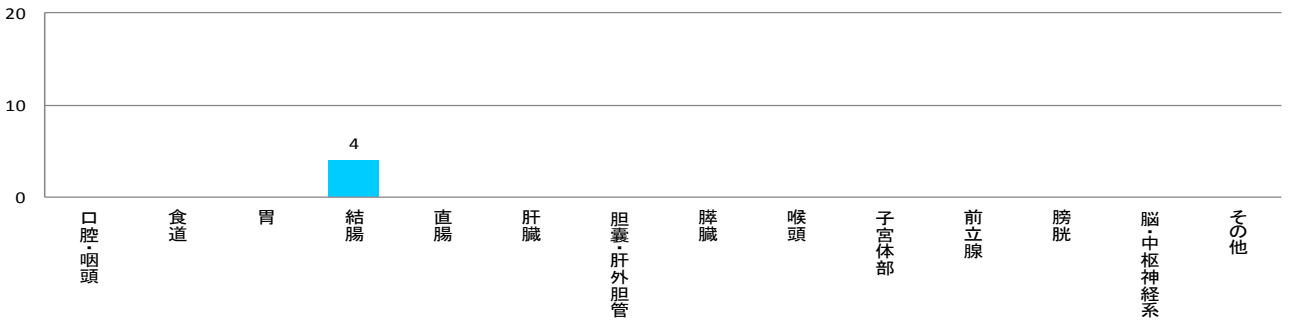 20
10
0
4
口腔・咽頭
食道
胃
結腸
直腸
肝臓
胆嚢・肝外胆管
膵臓
喉頭
子宮体部
前立腺
膀胱
脳・中枢神経系
その他